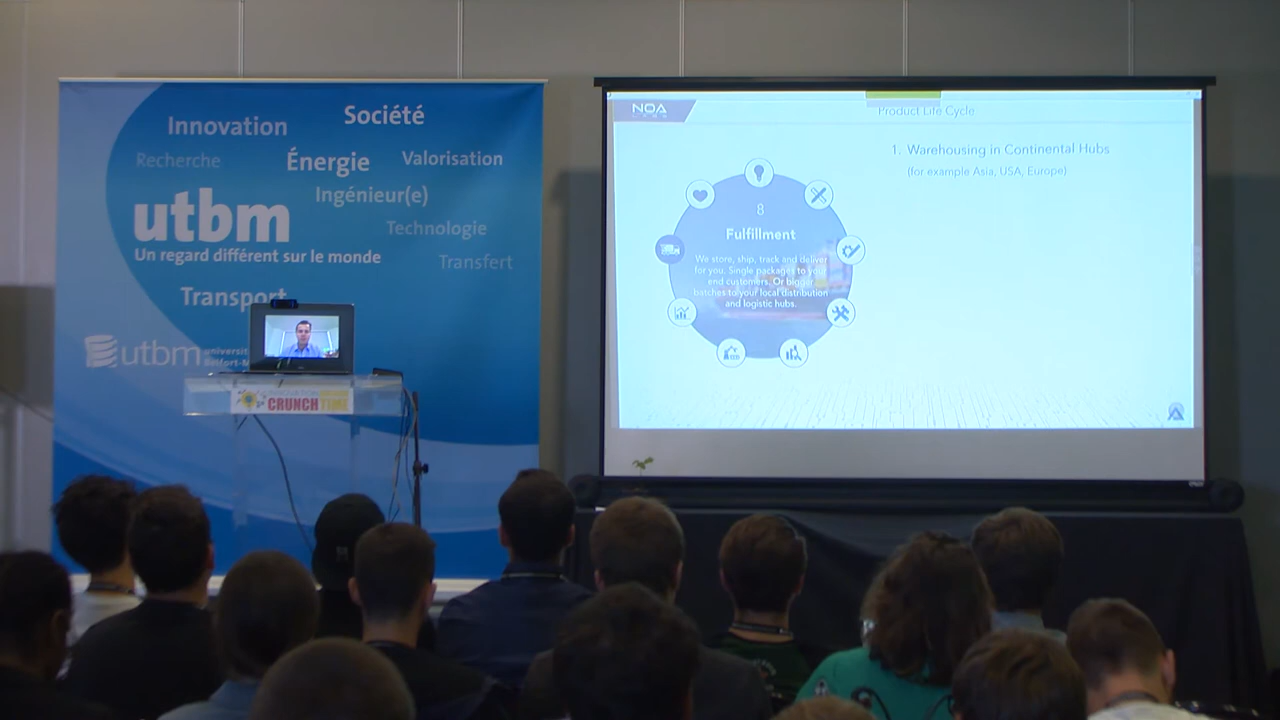 Innovation
Société
Recherche
Énergie
Valorisation
Ingénieur(e)
utbm
Technologie
Un regard différent sur le monde
Transfert
Transport
utbm
université
CRUNCH TIME
NOA
Product Life Cycle
1. Warehousing in Continental Hubs
(for example Asia, USA, Europe)
8
Fulfillment
We store, ship, track and deliver
for you. Single packages to your
end customers. Or bigger
batches to your local distribution
and logistic hubs.